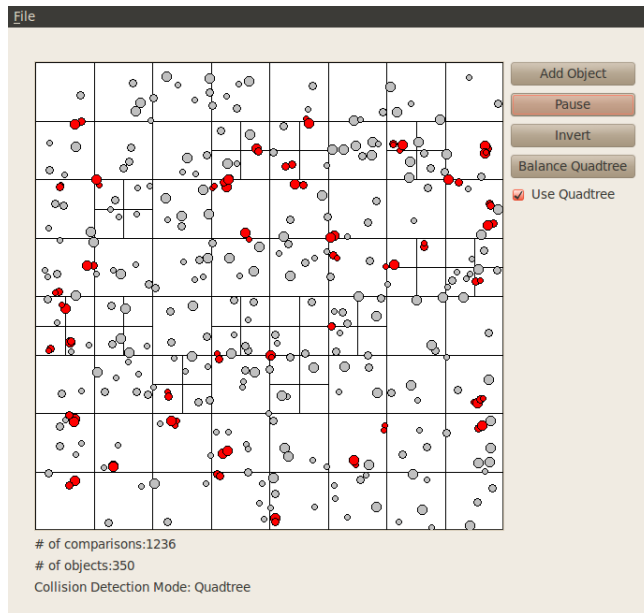 File
Add Object
Pause
Invert
Balance Quadtree
Use Quadtree
# of comparisons:1236
# of objects:350
Collision Detection Mode: Quadtree